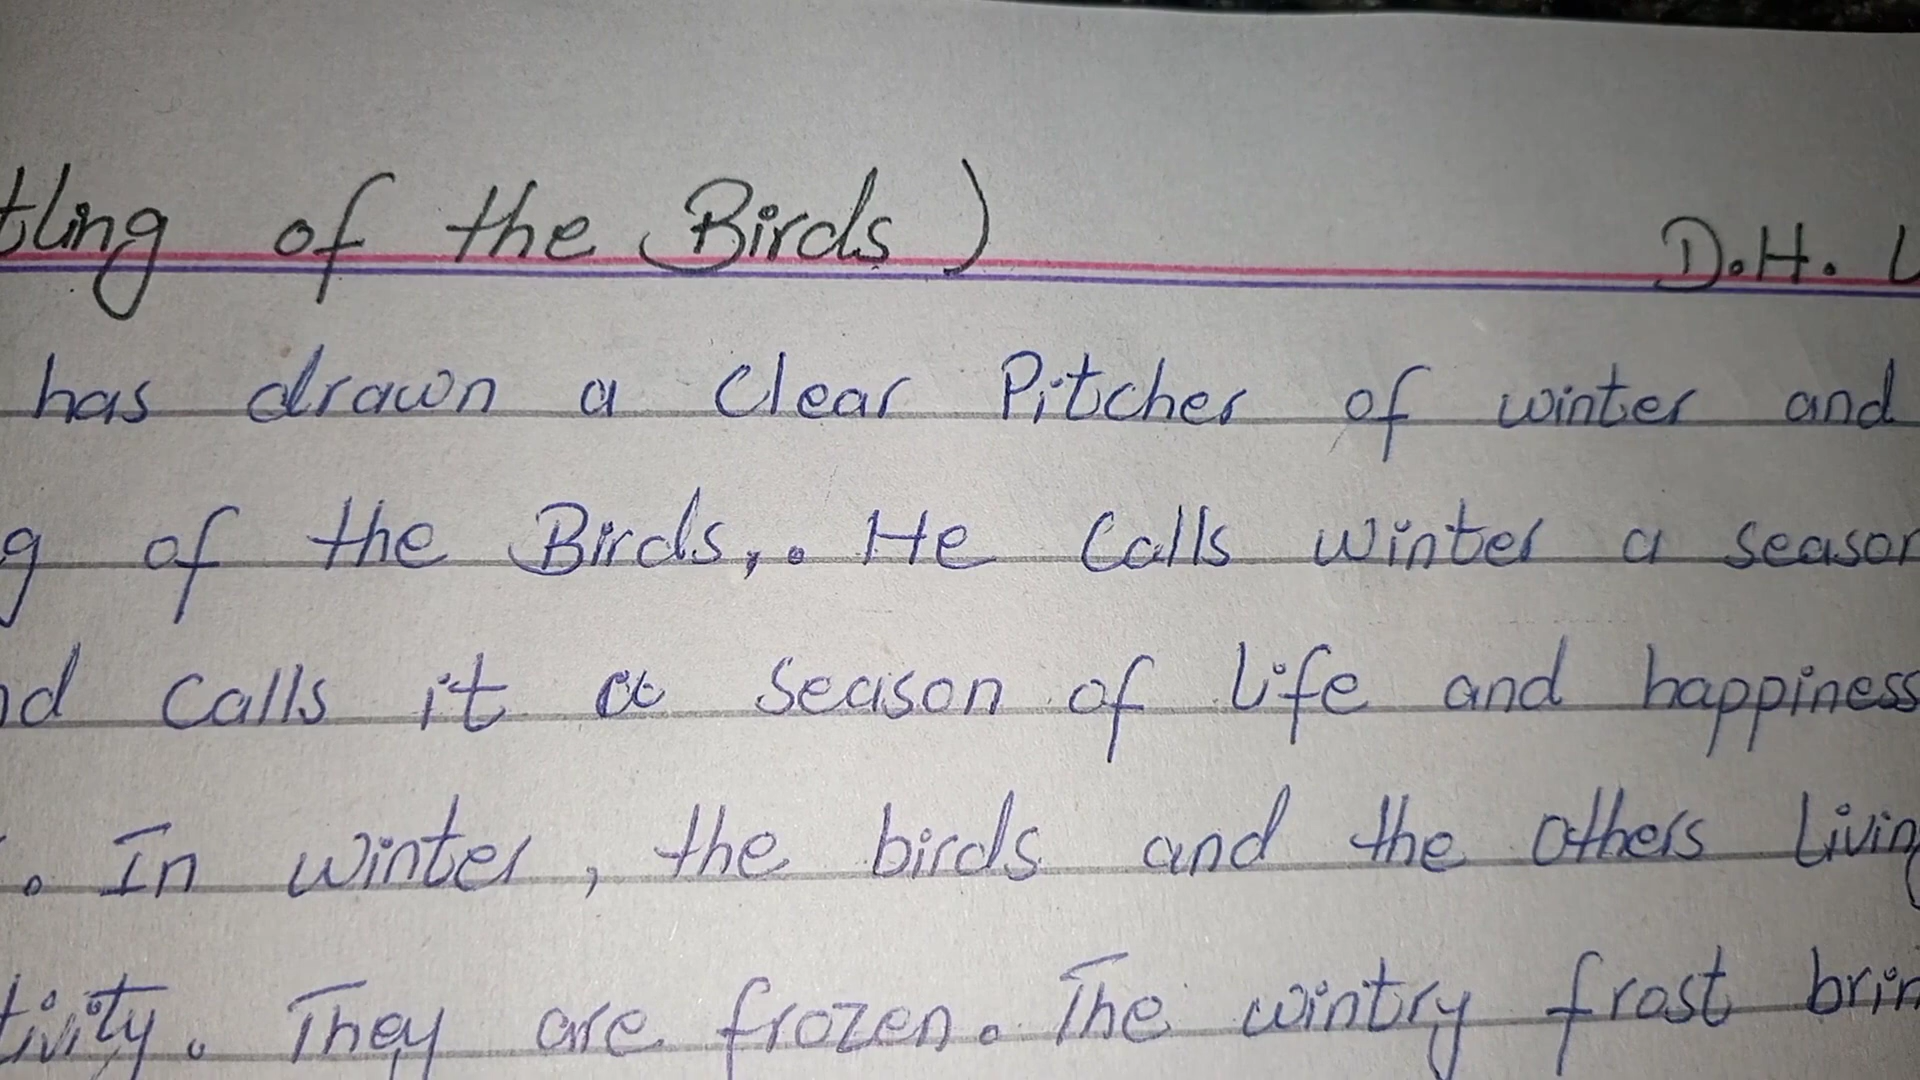 tling of the Birds) D.H. L
has drawn a Clear Pitcher of winter and
g of the Birds,. He Calls winter a season
nd Calls it a Season of life and happiness
. In winter, the birds and the others living
tivity. They are frozen. The wintry frost brin